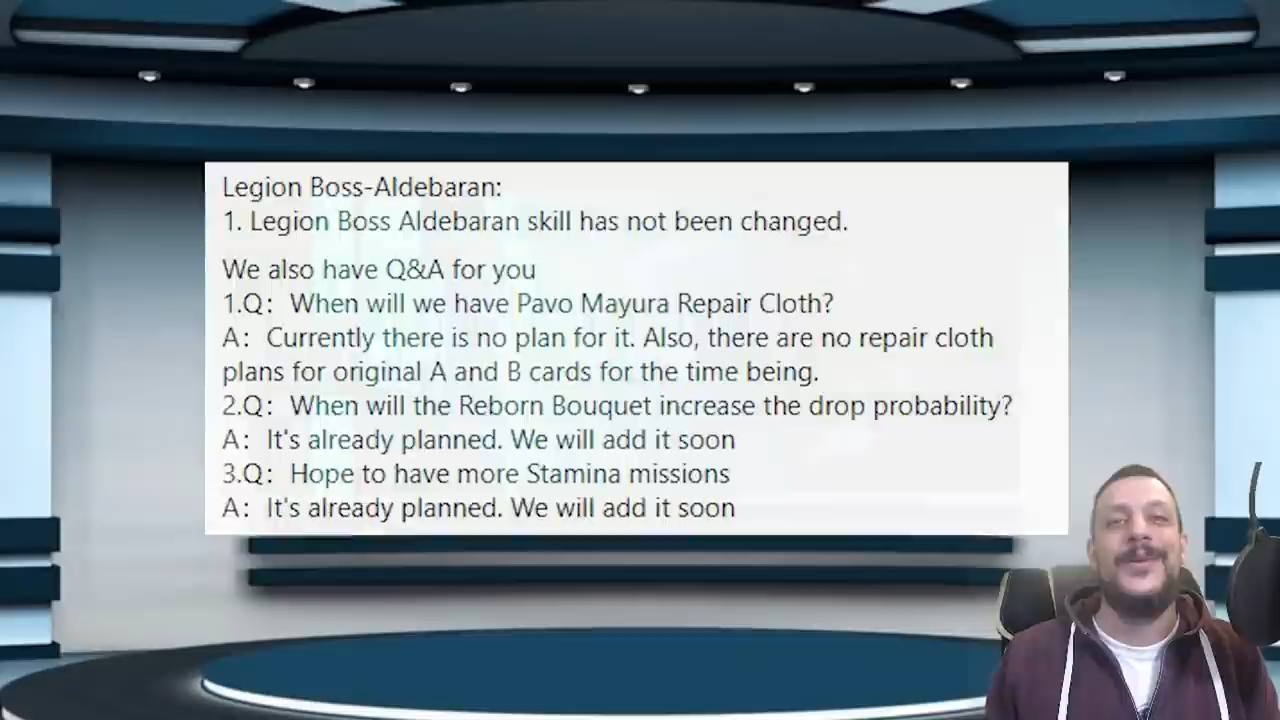 Legion Boss-Aldebaran:
1. Legion Boss Aldebaran skill has not been changed.
We also have Q&A for you
1.Q： When will we have Pavo Mayura Repair Cloth?
A： Currently there is no plan for it. Also, there are no repair cloth
plans for original A and B cards for the time being.
2.Q： When will the Reborn Bouquet increase the drop probability?
A： It's already planned. We will add it soon
3.Q： Hope to have more Stamina missions
A： It's already planned. We will add it soon